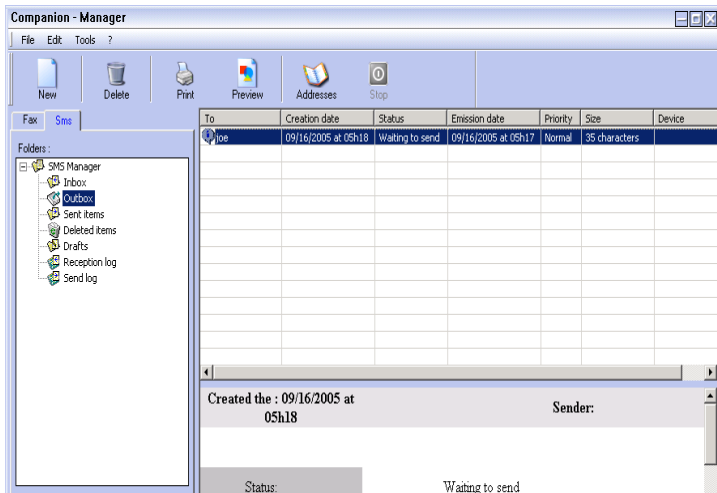 Companion - Manager
File Edit Tools ?
New Delete Print Preview Addresses Stop
Fax Sms
Folders :
SMS Manager
Inbox
Outbox
Sent items
Deleted items
Drafts
Reception log
Send log
To Creation date Status Emission date Priority Size Device
joe 09/16/2005 at 05h18 Waiting to send 09/16/2005 at 05h17 Normal 35 characters
Created the : 09/16/2005 at
05h18
Sender:
Status: Waiting to send